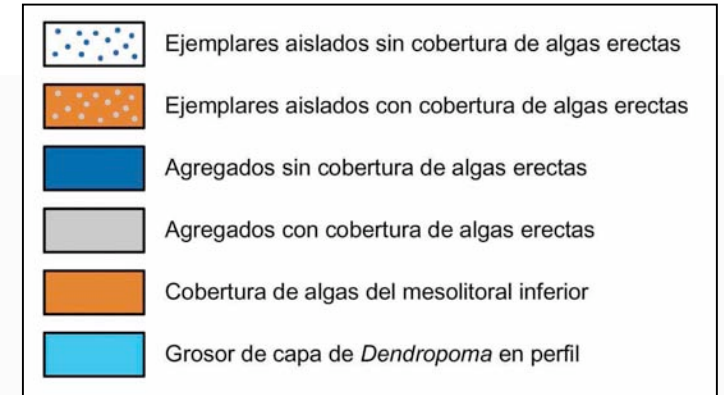 Ejemplares aislados sin cobertura de algas erectas
Ejemplares aislados con cobertura de algas erectas
Agregados sin cobertura de algas erectas
Agregados con cobertura de algas erectas
Cobertura de algas del mesolitoral inferior
Grosor de capa de Dendropoma en perfil